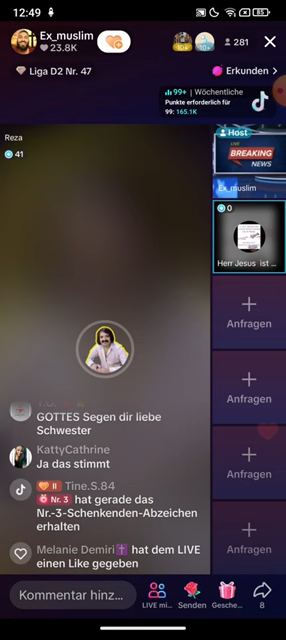 12:49
85
Ex_muslim
23.8K
281
Liga D2 Nr. 47
Erkunden >
99+ | Wöchentliche
Punkte erforderlich für
99: 165.1K
Reza
41
Host
LIVE
BREAKING
NEWS
Ex_muslim
0
Herr Jesus ist ...
Anfragen
Anfragen
Anfragen
Anfragen
GOTTES Segen dir liebe
Schwester
KattyCathrine
Ja das stimmt
II Tine.S.84
Nr. 3 hat gerade das
Nr.-3-Schenkenden-Abzeichen
erhalten
Melanie Demiri✝️ hat dem LIVE
einen Like gegeben
Kommentar hinz...
LIVE mi...
Senden
Gesche...
8